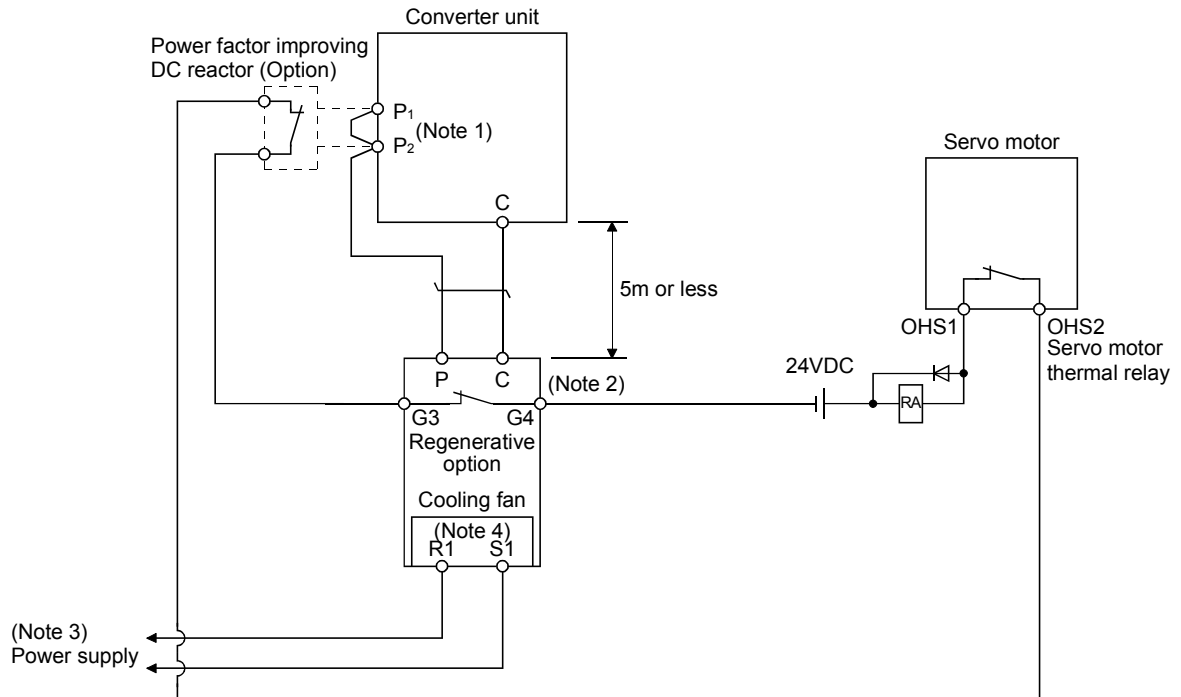 Converter unit
Power factor improving
DC reactor (Option)
P1
(Note 1)
P2
C
Servo motor
5m or less
OHS1
OHS2
Servo motor
thermal relay
24VDC
RA
P
C
(Note 2)
G3
G4
Regenerative
option
Cooling fan
(Note 4)
R1
S1
(Note 3)
Power supply